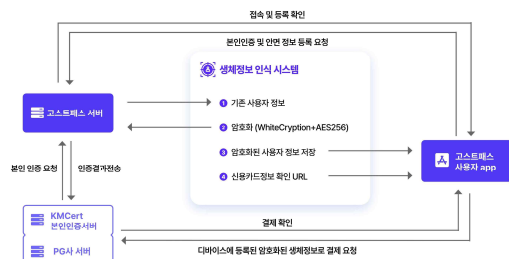 접속 및 등록 확인
본인인증 및 안면 정보 등록 요청
생체정보 인식 시스템
1 기존 사용자 정보
2 암호화 (WhiteCryption+AES256)
3 암호화된 사용자 정보 저장
4 신용카드정보 확인 URL
고스트패스 서버
고스트패스
사용자 app
본인 인증 요청
인증결과전송
KMCert
본인인증서버
PG사 서버
결제 확인
디바이스에 등록된 암호화된 생체정보로 결제 요청